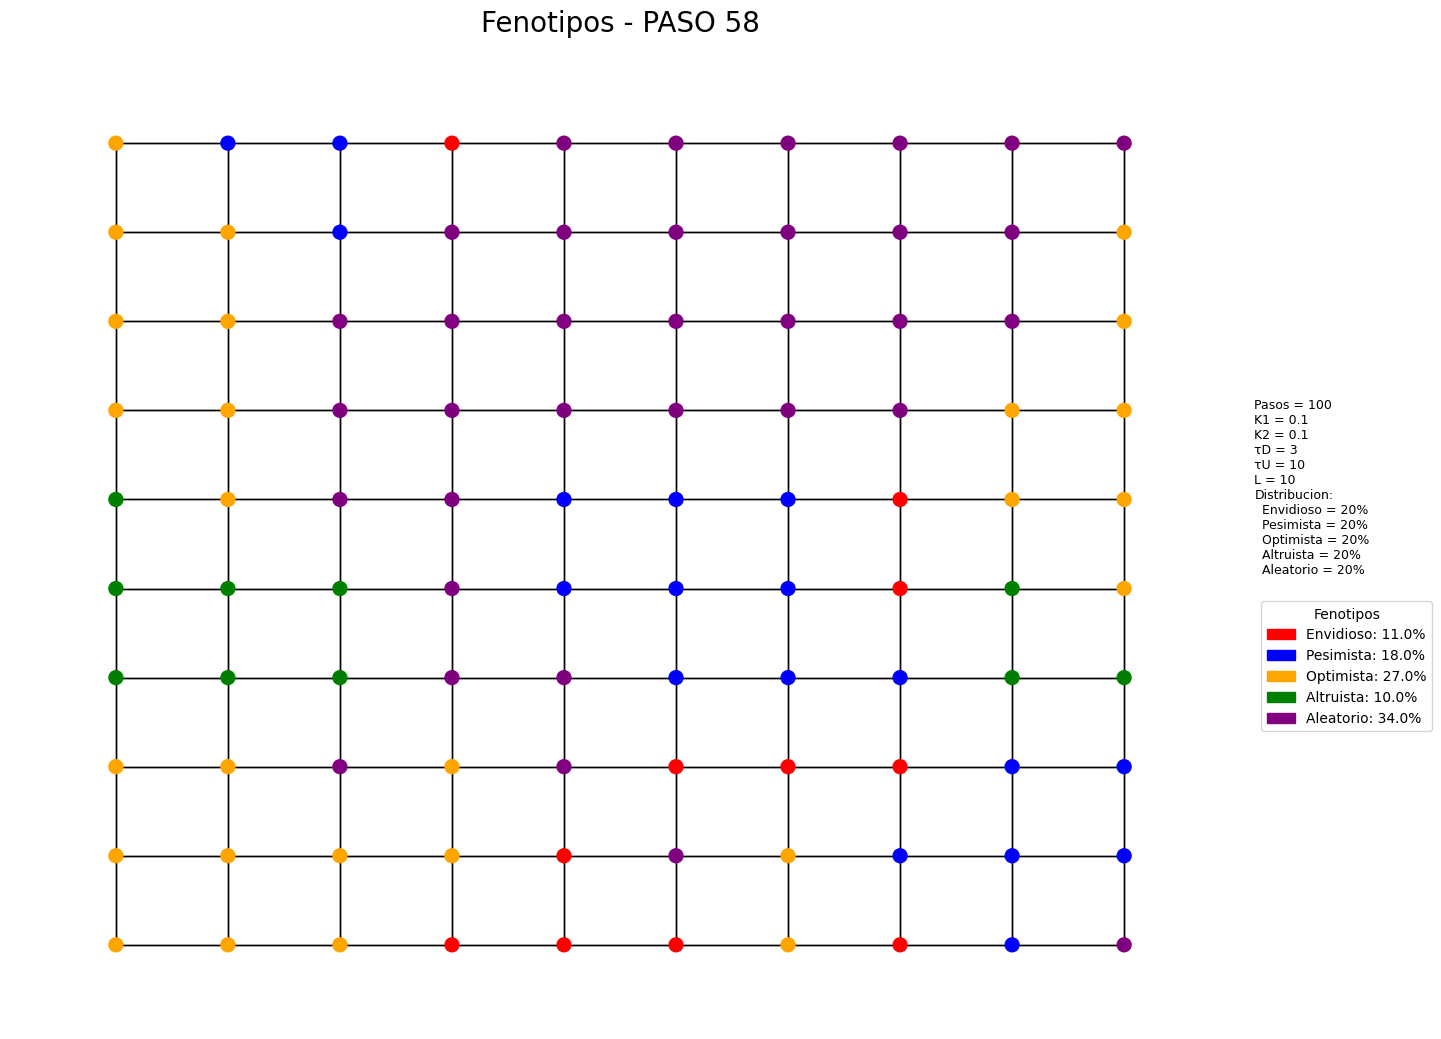 Fenotipos - PASO 58
Pasos = 100
K1 = 0.1
K2 = 0.1
τD = 3
τU = 10
L = 10
Distribucion:
Envidioso = 20%
Pesimista = 20%
Optimista = 20%
Altruista = 20%
Aleatorio = 20%
Fenotipos
Envidioso: 11.0%
Pesimista: 18.0%
Optimista: 27.0%
Altruista: 10.0%
Aleatorio: 34.0%